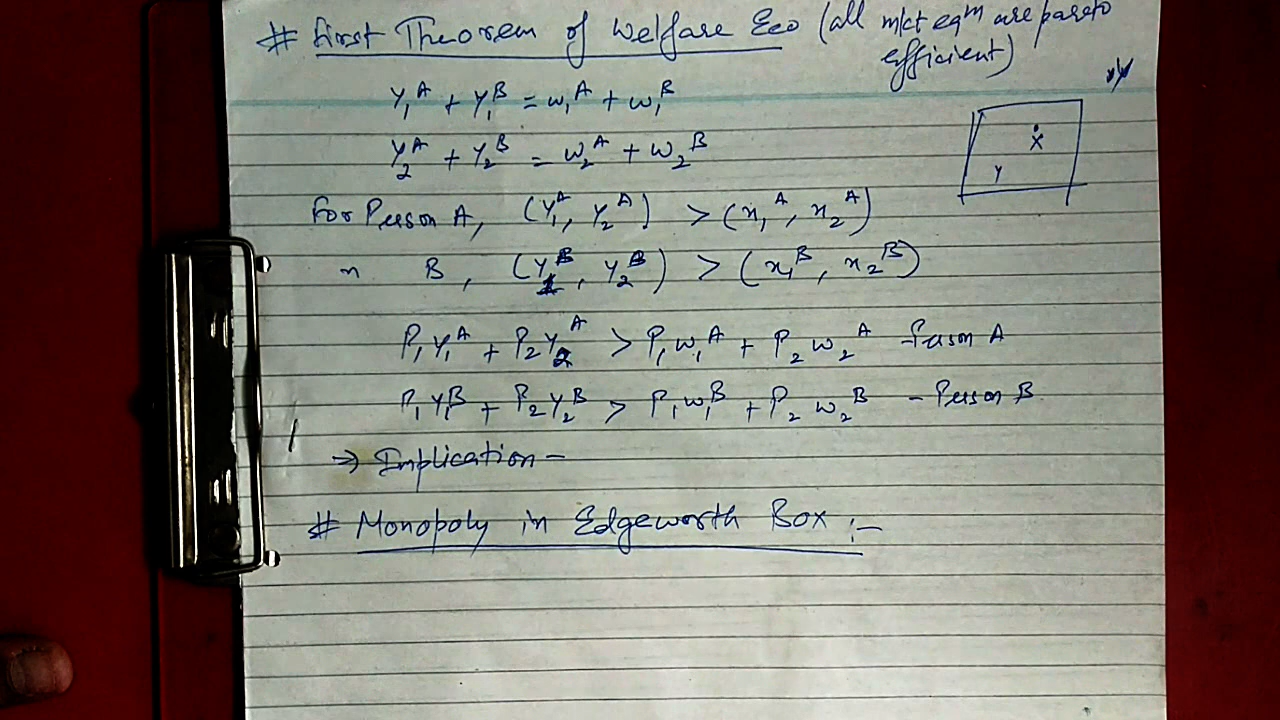 # First Theorem of Welfare Eco (all mkt eqᵐ are pareto
efficient)
Y₁ᴬ + Y₁ᴮ = w₁ᴬ + w₁ᴮ
Y₂ᴬ + Y₂ᴮ = w₂ᴬ + w₂ᴮ
X
Y
For Person A, (Y₁ᴬ, Y₂ᴬ) > (x₁ᴬ, x₂ᴬ)
" B, (Y₁ᴮ, Y₂ᴮ) > (x₁ᴮ, x₂ᴮ)
P₁Y₁ᴬ + P₂Y₂ᴬ > P₁w₁ᴬ + P₂w₂ᴬ - Person A
P₁Y₁ᴮ + P₂Y₂ᴮ > P₁w₁ᴮ + P₂w₂ᴮ - Person B
→ Implication -
# Monopoly in Edgeworth Box :-